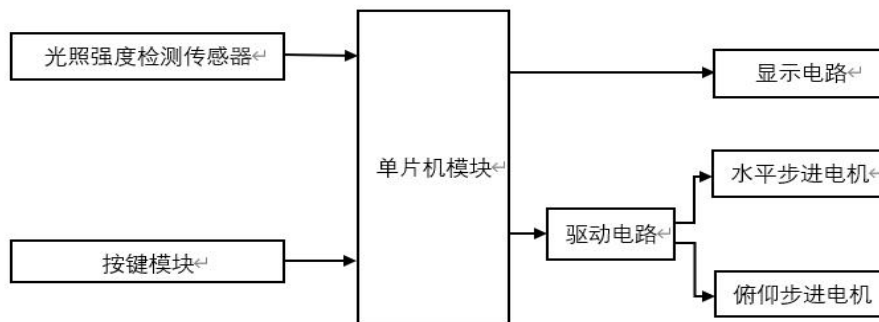 光照强度检测传感器↵
单片机模块↵
按键模块↵
显示电路↵
水平步进电机↵
驱动电路↵
俯仰步进电机